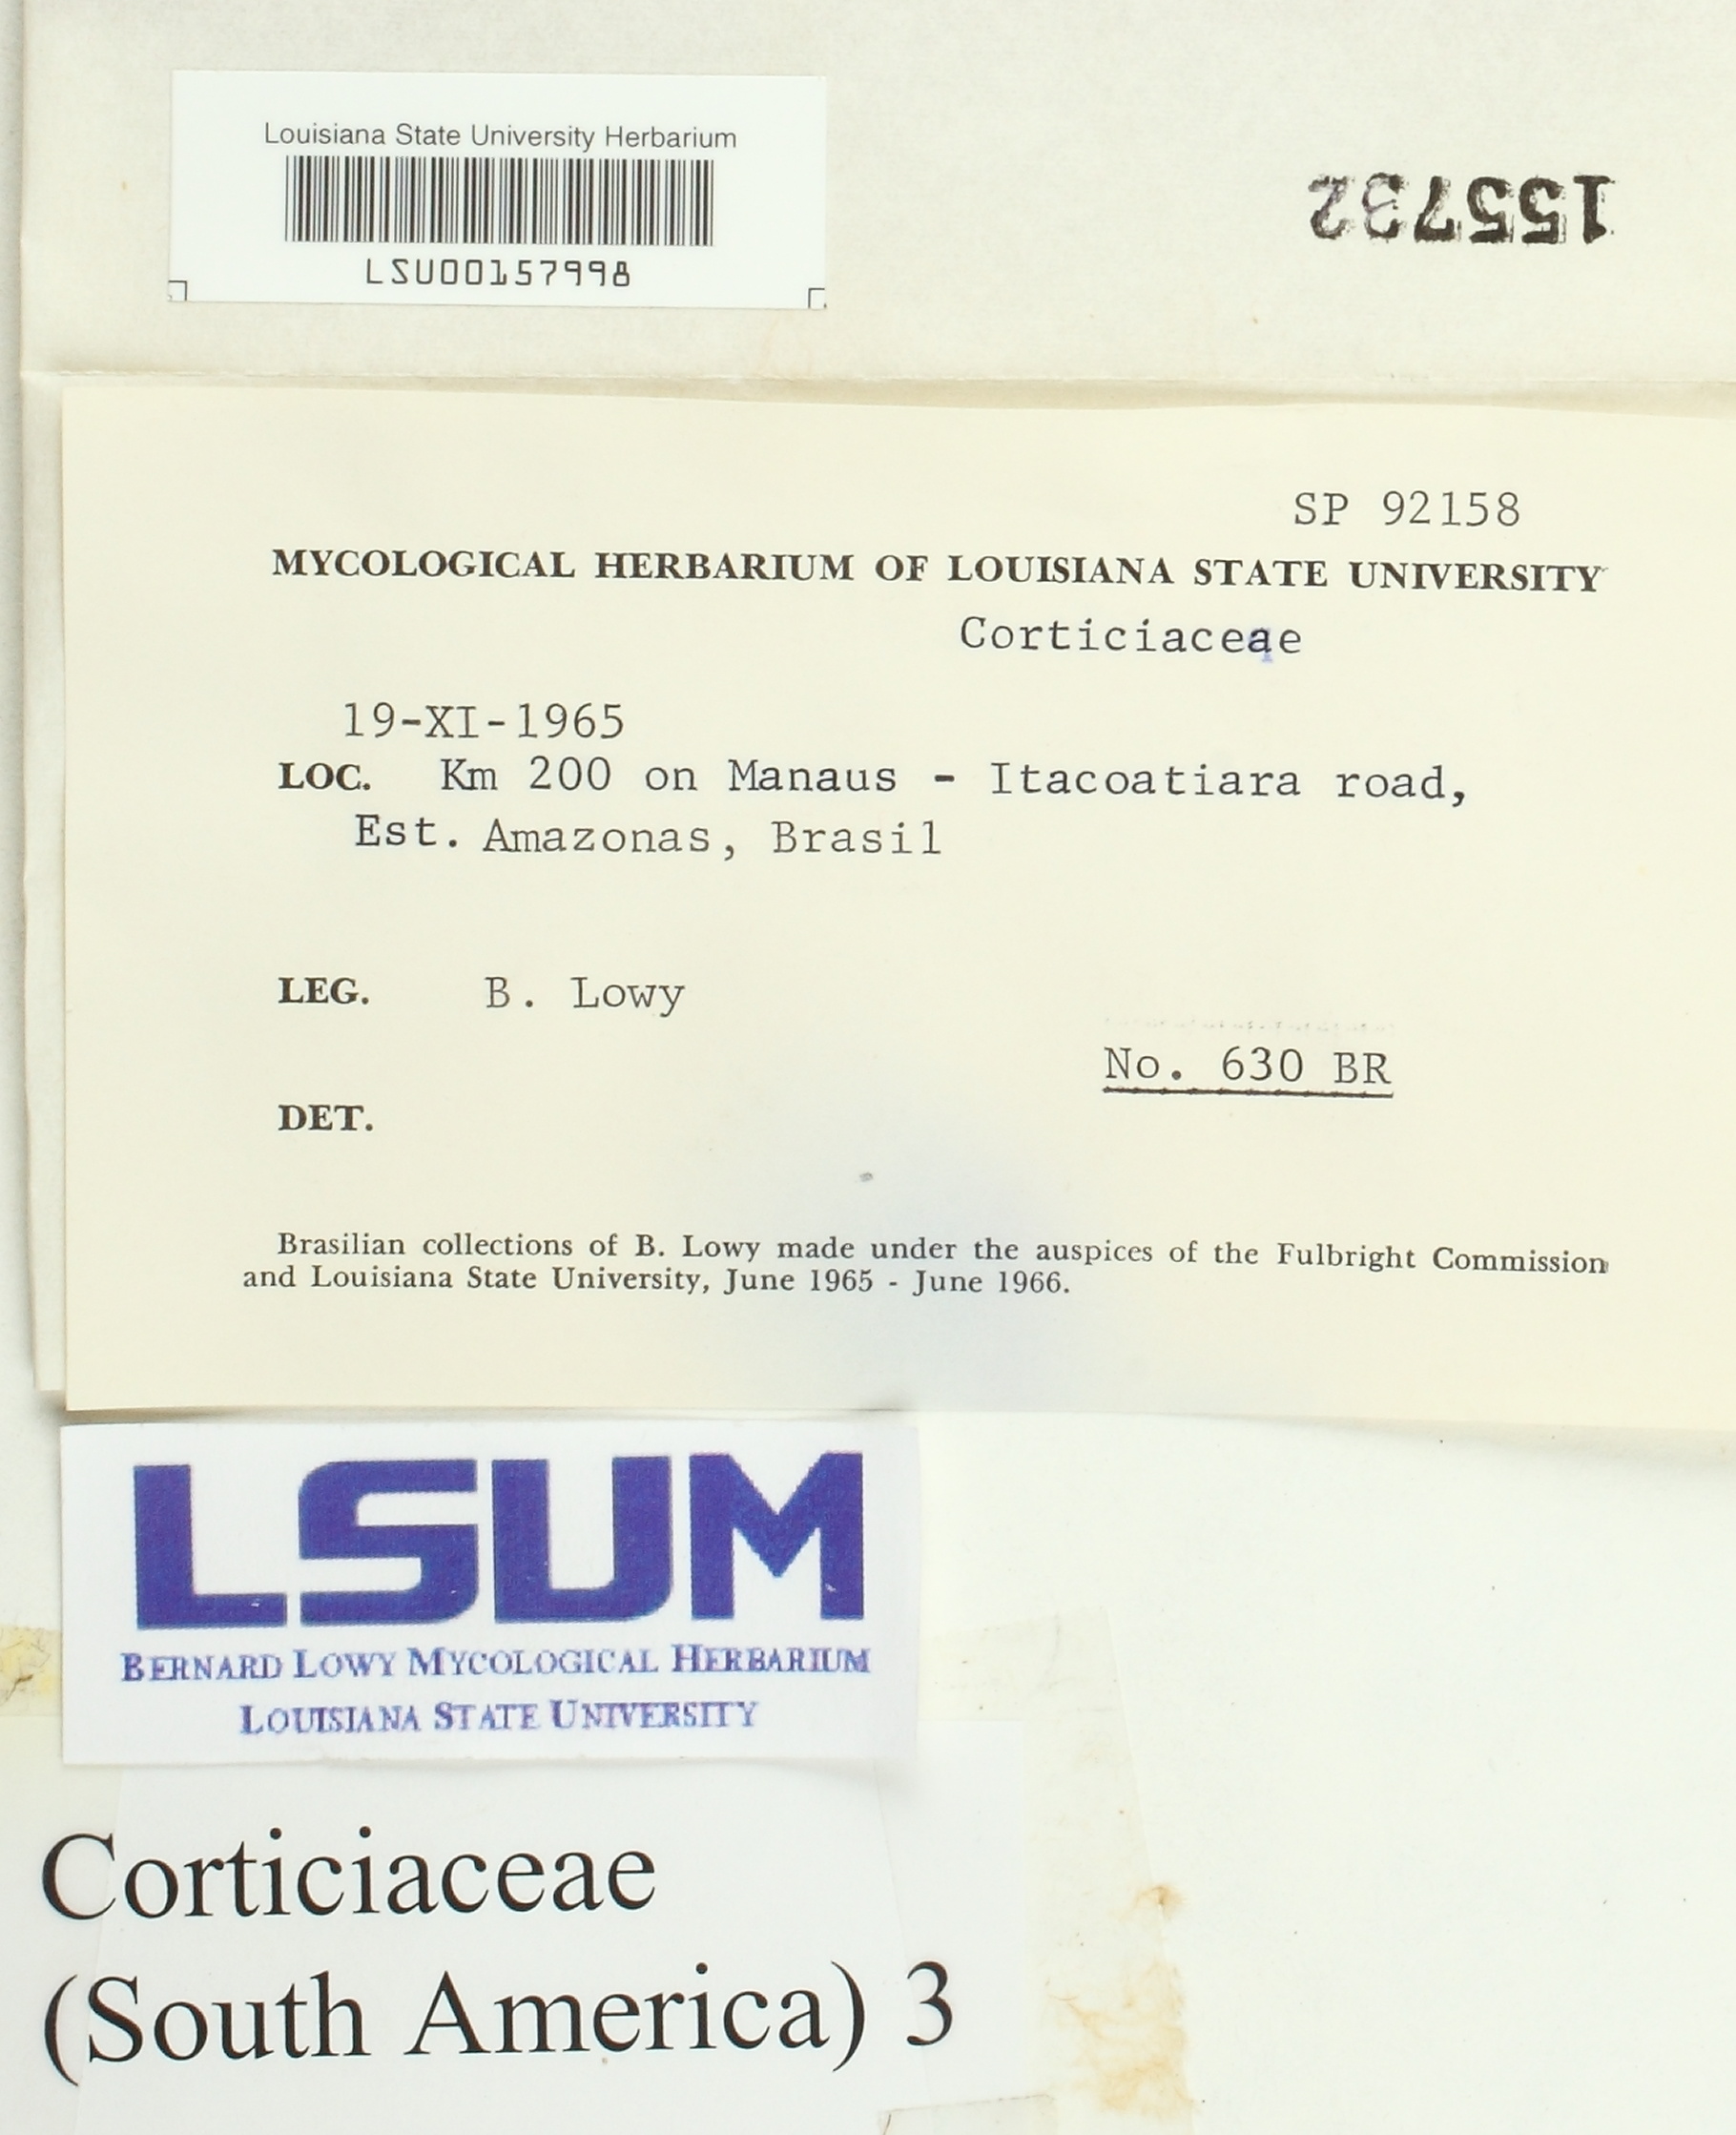 Louisiana State University Herbarium
LSU00157998
155732
SP 92158
MYCOLOGICAL HERBARIUM OF LOUISIANA STATE UNIVERSITY
Corticiaceae
19-XI-1965
LOC. Km 200 on Manaus - Itacoatiara road,
Est. Amazonas, Brasil
LEG. B. Lowy
No. 630 BR
DET.
Brasilian collections of B. Lowy made under the auspices of the Fulbright Commission
and Louisiana State University, June 1965 - June 1966.
LSUM
BERNARD LOWY MYCOLOGICAL HERBARIUM
LOUISIANA STATE UNIVERSITY
Corticiaceae
(South America) 3